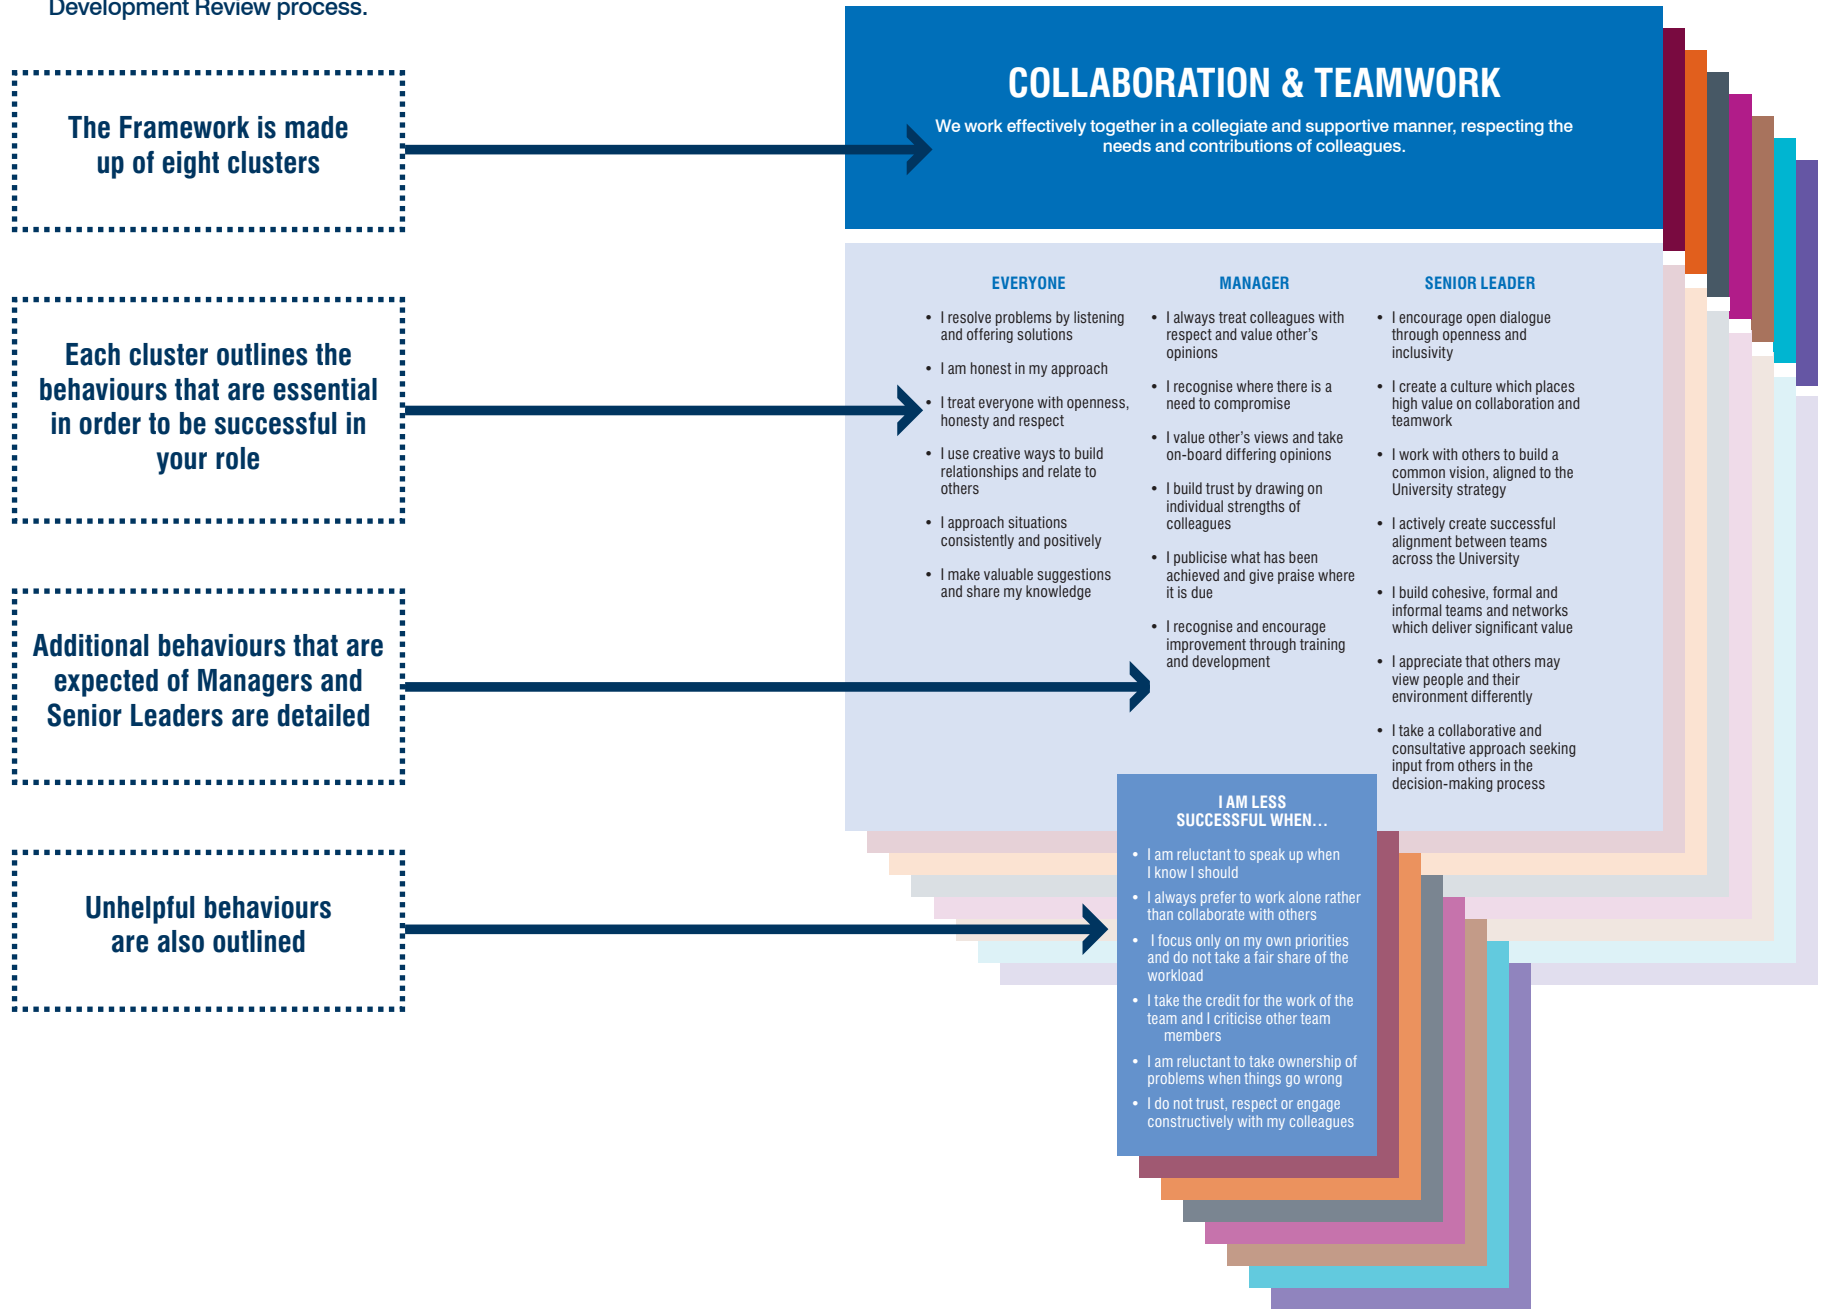 Development Review process.
The Framework is made
up of eight clusters
Each cluster outlines the
behaviours that are essential
in order to be successful in
your role
Additional behaviours that are
expected of Managers and
Senior Leaders are detailed
Unhelpful behaviours
are also outlined
COLLABORATION & TEAMWORK
We work effectively together in a collegiate and supportive manner, respecting the
needs and contributions of colleagues.
EVERYONE
• I resolve problems by listening
and offering solutions
• I am honest in my approach
• I treat everyone with openness,
honesty and respect
• I use creative ways to build
relationships and relate to
others
• I approach situations
consistently and positively
• I make valuable suggestions
and share my knowledge
MANAGER
• I always treat colleagues with
respect and value other's
opinions
• I recognise where there is a
need to compromise
• I value other's views and take
on-board differing opinions
• I build trust by drawing on
individual strengths of
colleagues
• I publicise what has been
achieved and give praise where
it is due
• I recognise and encourage
improvement through training
and development
SENIOR LEADER
• I encourage open dialogue
through openness and
inclusivity
• I create a culture which places
high value on collaboration and
teamwork
• I work with others to build a
common vision, aligned to the
University strategy
• I actively create successful
alignment between teams
across the University
• I build cohesive, formal and
informal teams and networks
which deliver significant value
• I appreciate that others may
view people and their
environment differently
• I take a collaborative and
consultative approach seeking
input from others in the
decision-making process
I AM LESS
SUCCESSFUL WHEN...
• I am reluctant to speak up when
I know I should
• I always prefer to work alone rather
than collaborate with others
• I focus only on my own priorities
and do not take a fair share of the
workload
• I take the credit for the work of the
team and I criticise other team
members
• I am reluctant to take ownership of
problems when things go wrong
• I do not trust, respect or engage
constructively with my colleagues